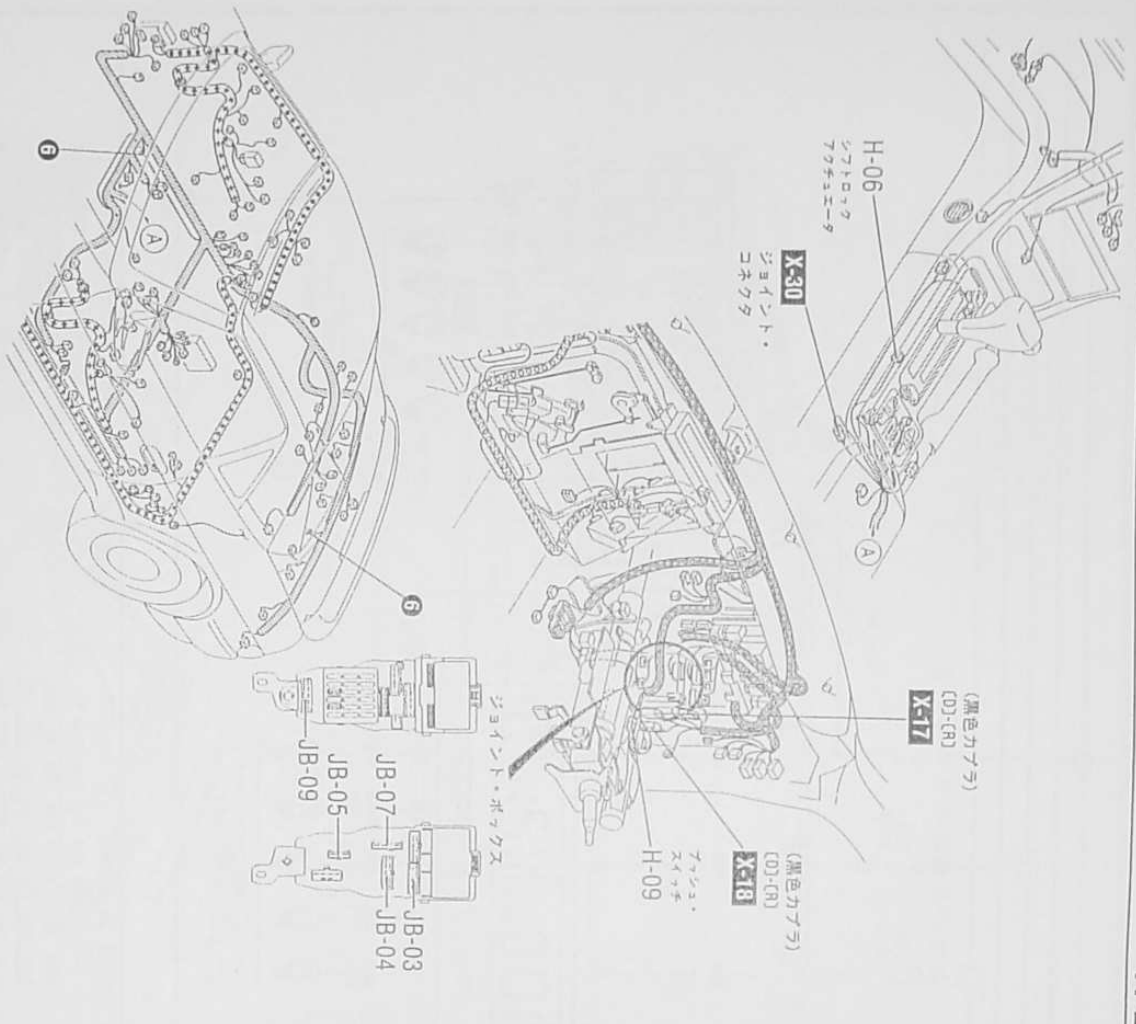 H-06
シフトロック
アクチュエータ
X-30
ジョイント・
コネクタ
A
(黒色カプラ)
[D]-[R]
X-17
(黒色カプラ)
[D]-[R]
X-18
プッシュ・
スイッチ
H-09
ジョイント・ボックス
JB-03
JB-04
JB-07
JB-05
JB-09
6
A
6